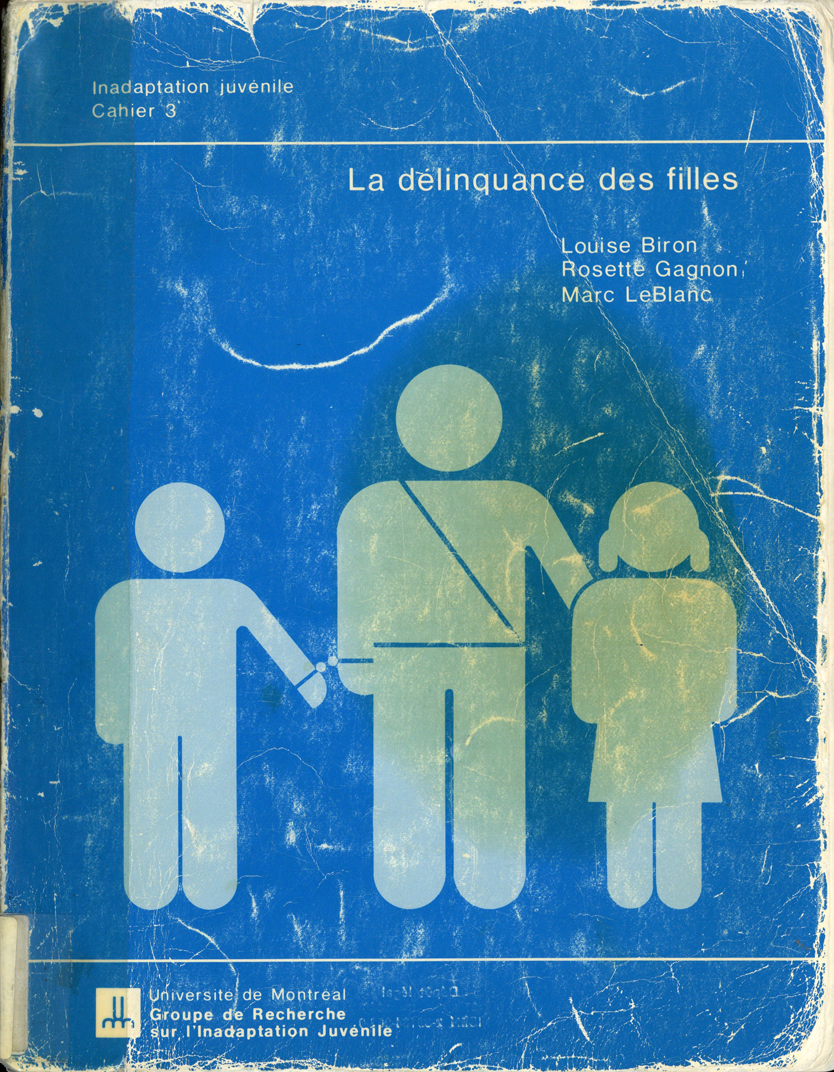 Inadaptation juvénile
Cahier 3
La délinquance des filles
Louise Biron
Rosette Gagnon
Marc LeBlanc
Université de Montréal
Groupe de Recherche
sur l'Inadaptation Juvénile